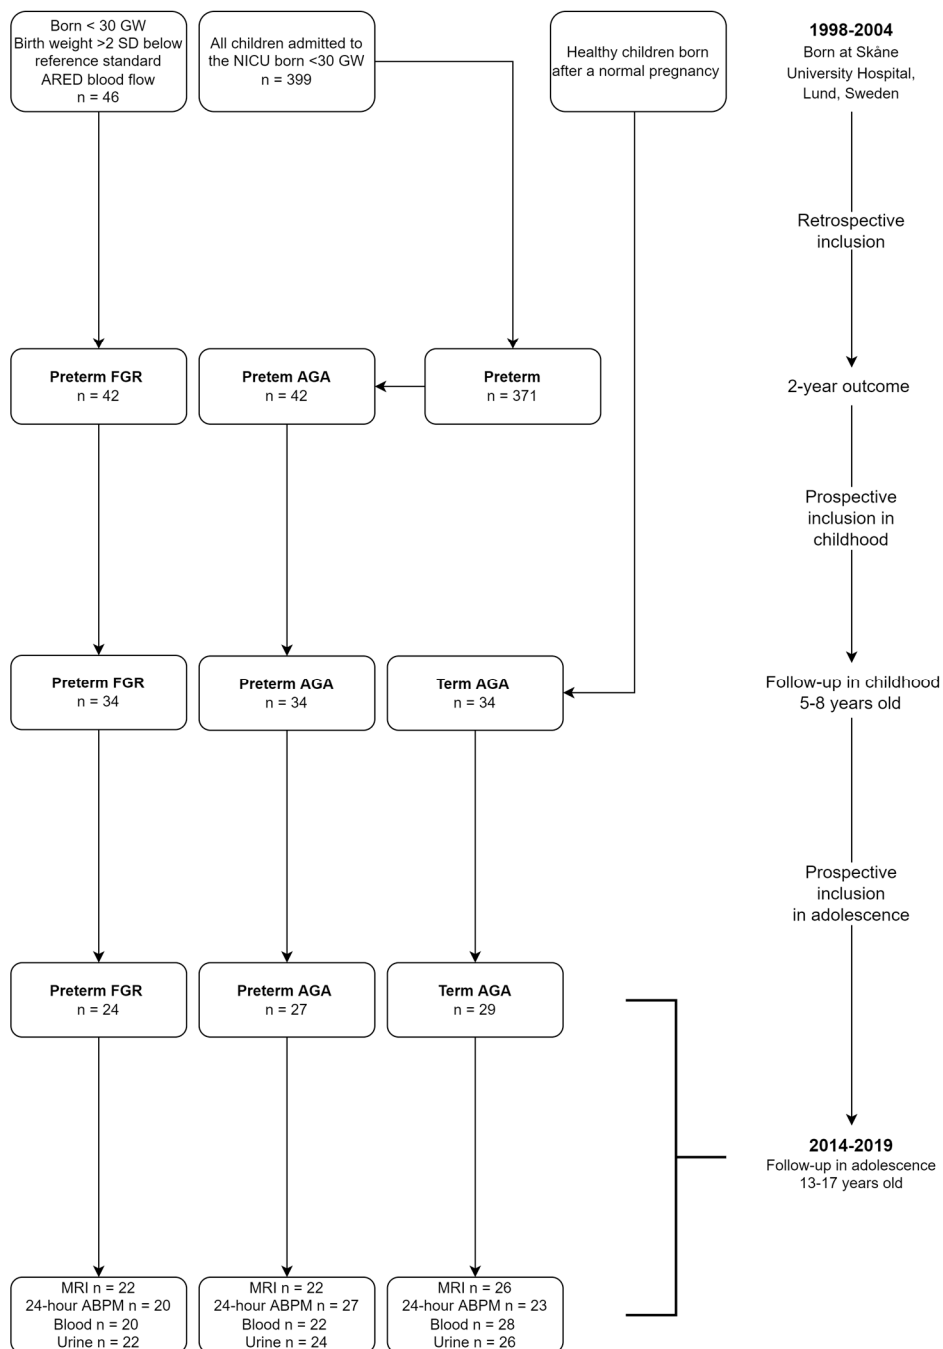 Born < 30 GW
Birth weight >2 SD below
reference standard
ARED blood flow
n = 46
All children admitted to
the NICU born <30 GW
n = 399
Healthy children born
after a normal pregnancy
1998-2004
Born at Skåne
University Hospital,
Lund, Sweden
Retrospective
inclusion
Preterm FGR
n = 42
Pretem AGA
n = 42
Preterm
n = 371
2-year outcome
Prospective
inclusion in
childhood
Preterm FGR
n = 34
Preterm AGA
n = 34
Term AGA
n = 34
Follow-up in childhood
5-8 years old
Prospective
inclusion
in adolescence
Preterm FGR
n = 24
Preterm AGA
n = 27
Term AGA
n = 29
2014-2019
Follow-up in adolescence
13-17 years old
MRI n = 22
24-hour ABPM n = 20
Blood n = 20
Urine n = 22
MRI n = 22
24-hour ABPM n = 27
Blood n = 22
Urine n = 24
MRI n = 26
24-hour ABPM n = 23
Blood n = 28
Urine n = 26